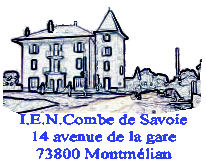 I.E.N.Combe de Savoie
14 avenue de la gare
73800 Montmélian